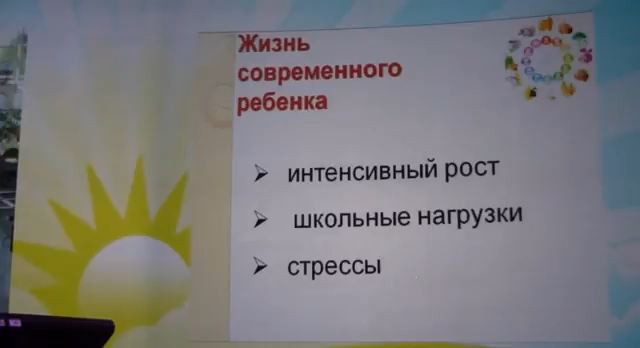 Жизнь
современного
ребенка
➢ интенсивный рост
➢ школьные нагрузки
➢ стрессы